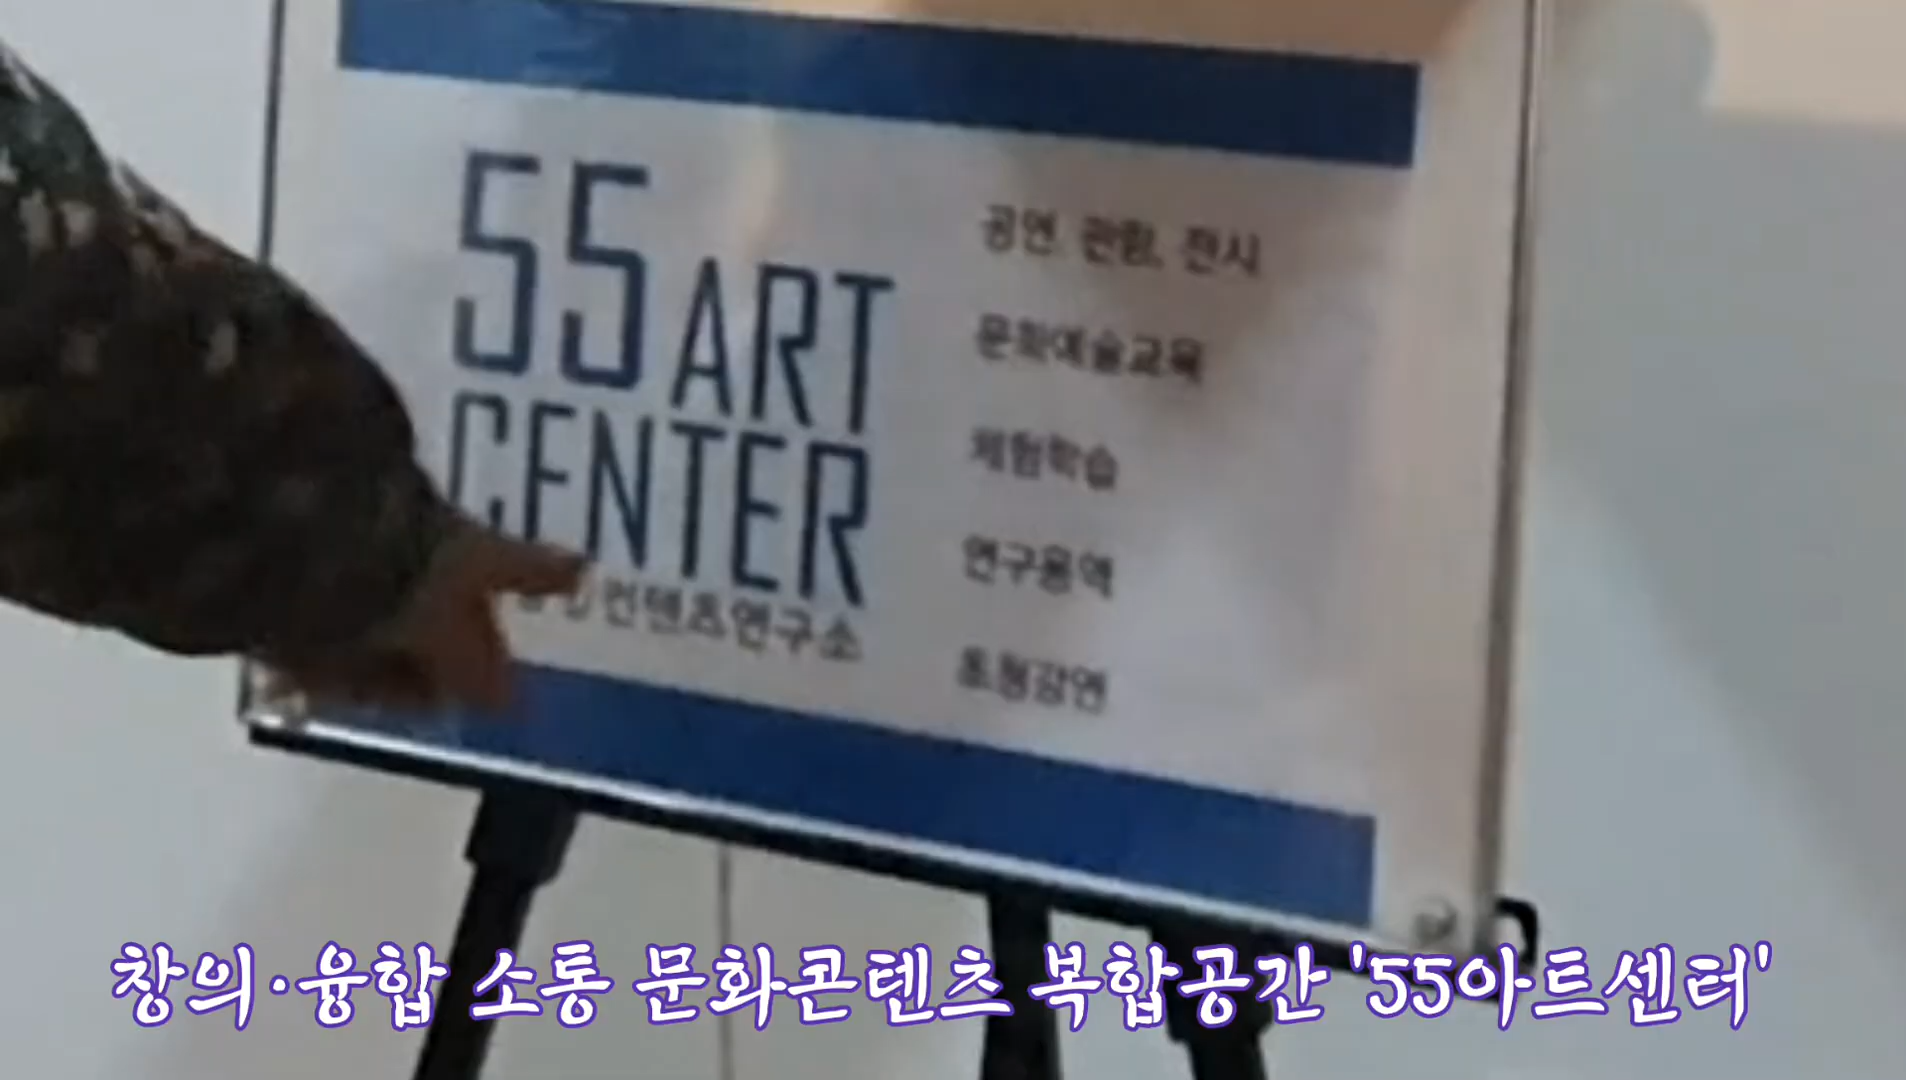 55 ART
CENTER
컨텐츠연구소
공연, 관람, 전시
문화예술교육
체험학습
연구용역
초청강연
창의·융합 소통 문화콘텐츠 복합공간 '55아트센터'